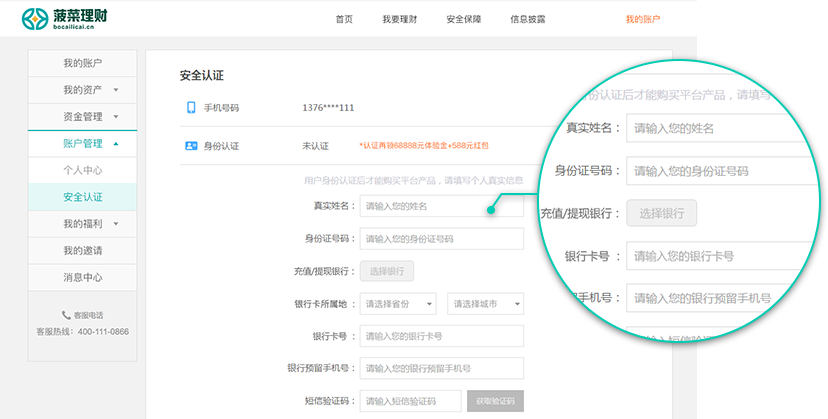 菠菜理财
bocailicai.cn
首页 我要理财 安全保障 信息披露 我的账户
我的账户
我的资产
资金管理
账户管理
个人中心
安全认证
我的福利
我的邀请
消息中心
客服电话
客服热线：400-111-0866
安全认证
手机号码 1376****111
身份认证 未认证 *认证再领68888元体验金+588元红包
用户身份认证后才能购买平台产品，请填写个人真实信息
真实姓名： 请输入您的姓名
身份证号码： 请输入您的身份证号码
充值/提现银行： 选择银行
银行卡所属地： 请选择省份 请选择城市
银行卡号： 请输入您的银行卡号
银行预留手机号： 请输入您的银行预留手机号
短信验证码： 请输入短信验证码 获取验证码
份认证后才能购买平台产品，请填写
真实姓名： 请输入您的姓名
身份证号码： 请输入您的身份证号码
充值/提现银行： 选择银行
银行卡号： 请输入您的银行卡号
手机号： 请输入您的银行预留手机号